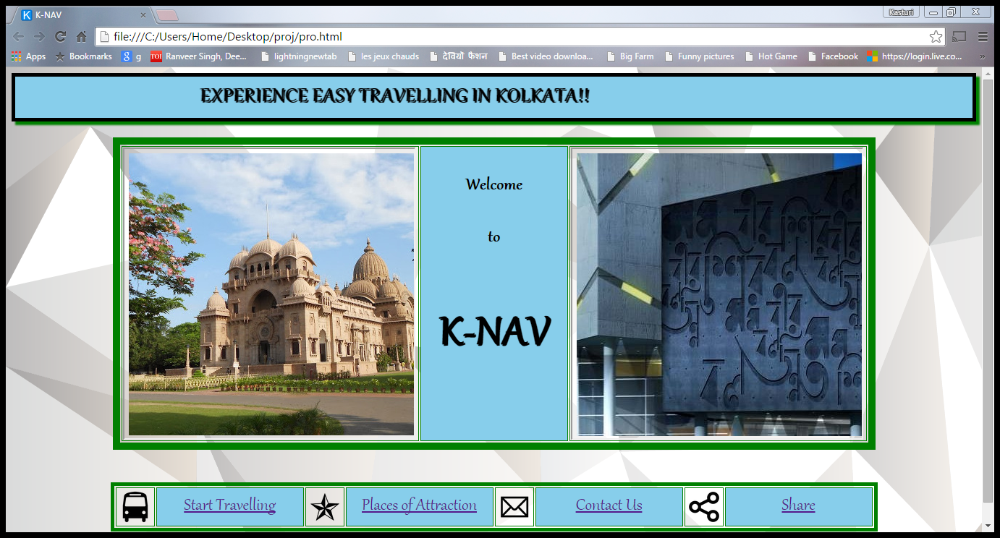 K-NAV
Kasturi
file:///C:/Users/Home/Desktop/proj/pro.html
Apps Bookmarks g Ranveer Singh, Dee... lightningnewtab les jeux chauds देवियों फैशन Best video downloa... Big Farm Funny pictures Hot Game Facebook https://login.live.co... »
EXPERIENCE EASY TRAVELLING IN KOLKATA!!
Welcome
to
K-NAV
Start Travelling Places of Attraction Contact Us Share